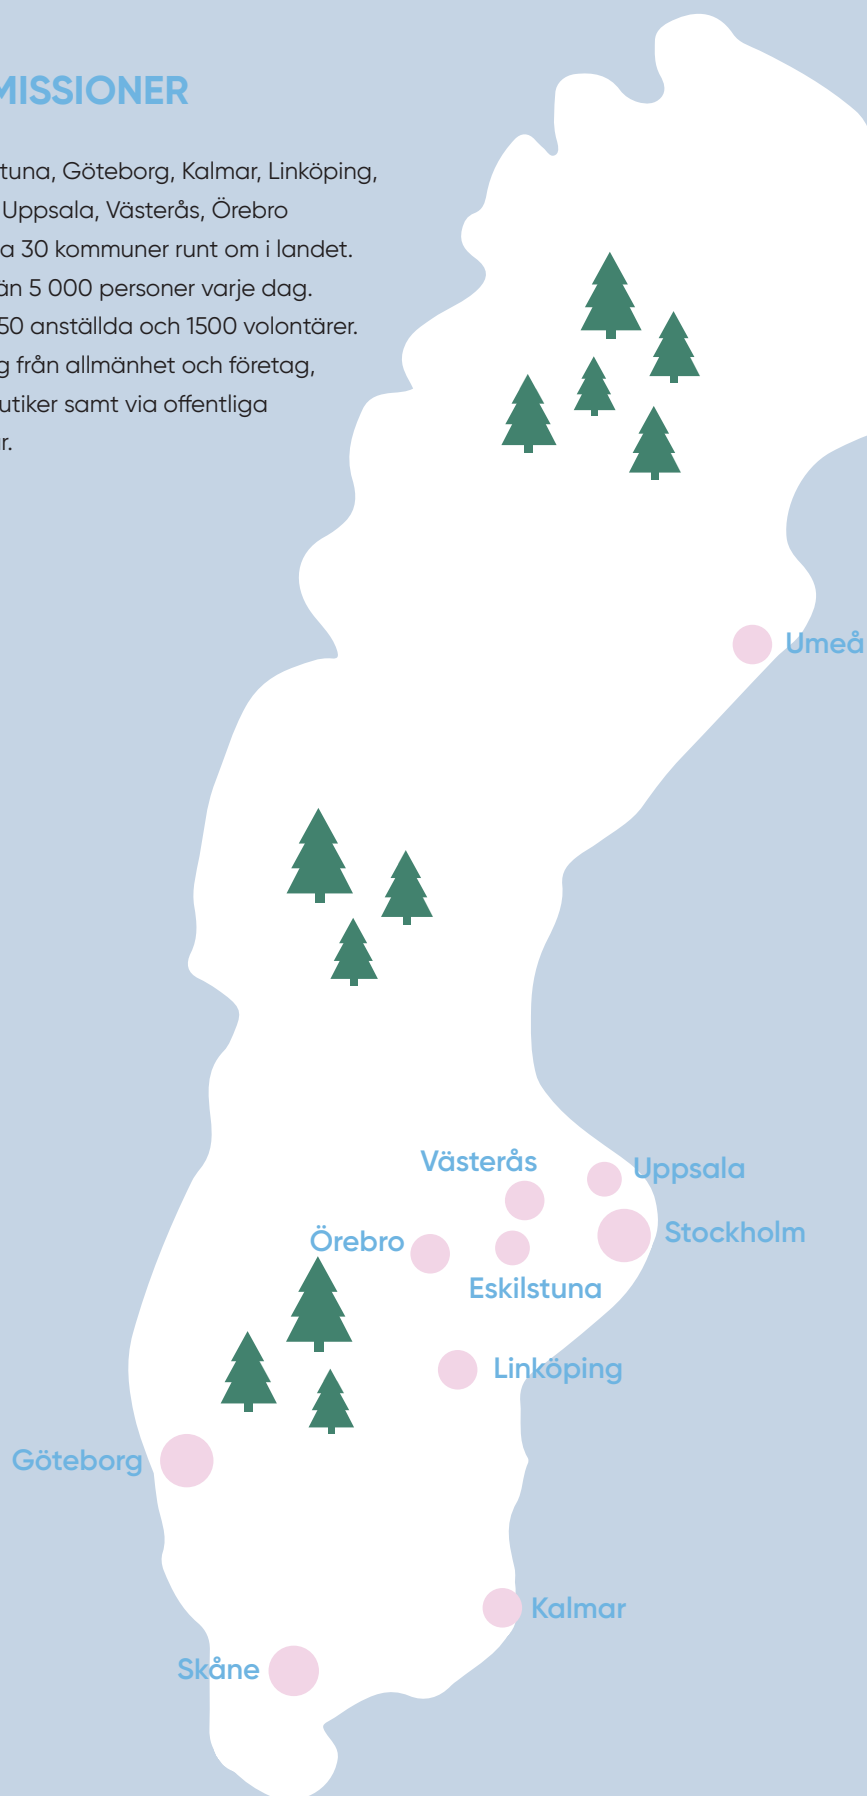 MISSIONER
tuna, Göteborg, Kalmar, Linköping,
Uppsala, Västerås, Örebro
a 30 kommuner runt om i landet.
än 5 000 personer varje dag.
50 anställda och 1500 volontärer.
g från allmänhet och företag,
utiker samt via offentliga
r.
Umeå
Västerås
Uppsala
Stockholm
Örebro
Eskilstuna
Linköping
Göteborg
Kalmar
Skåne